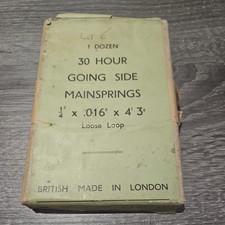 1 DOZEN
30 HOUR
GOING SIDE
MAINSPRINGS
¼" x .016" x 4' 3"
Loose Loop
BRITISH MADE IN LONDON